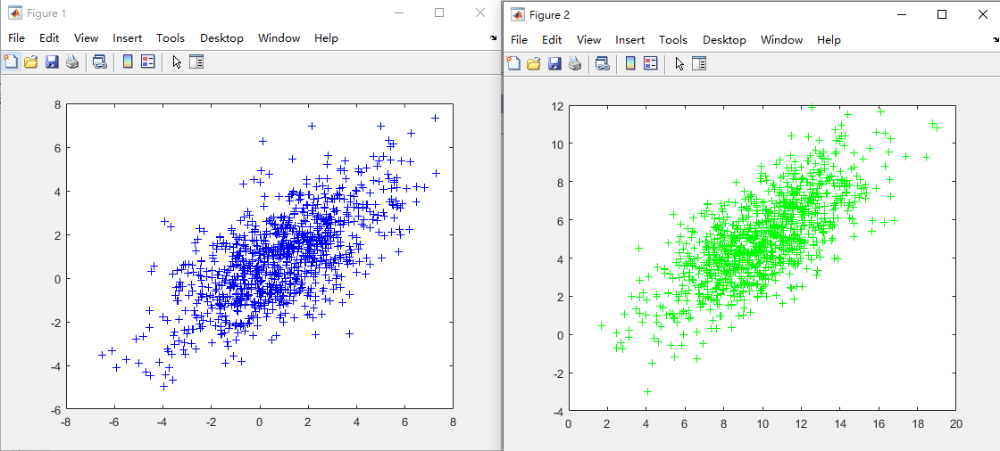 Figure 1
File Edit View Insert Tools Desktop Window Help
8
6
4
2
0
-2
-4
-6
-8 -6 -4 -2 0 2 4 6 8
Figure 2
File Edit View Insert Tools Desktop Window Help
12
10
8
6
4
2
0
-2
-4
0 2 4 6 8 10 12 14 16 18 20